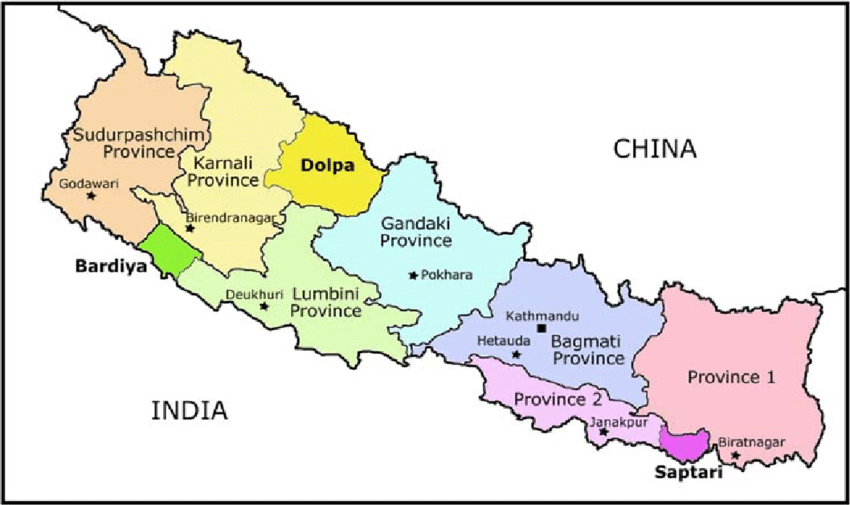 CHINA
Sudurpashchim
Province
Karnali
Province
Dolpa
Godawari
Birendranagar
Gandaki
Province
Bardiya
Pokhara
Deukhuri
Lumbini
Province
Kathmandu
Hetauda
Bagmati
Province
Province 1
INDIA
Province 2
Janakpur
Biratnagar
Saptari